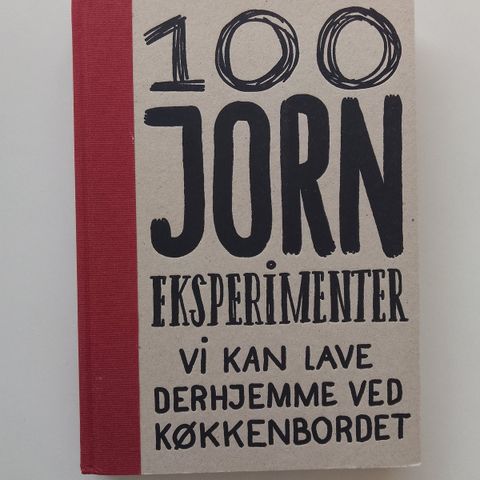 100
JORN
EKSPERIMENTER
Vi KAN LAVE
DERHJEMME VED
KØKKENBORDET